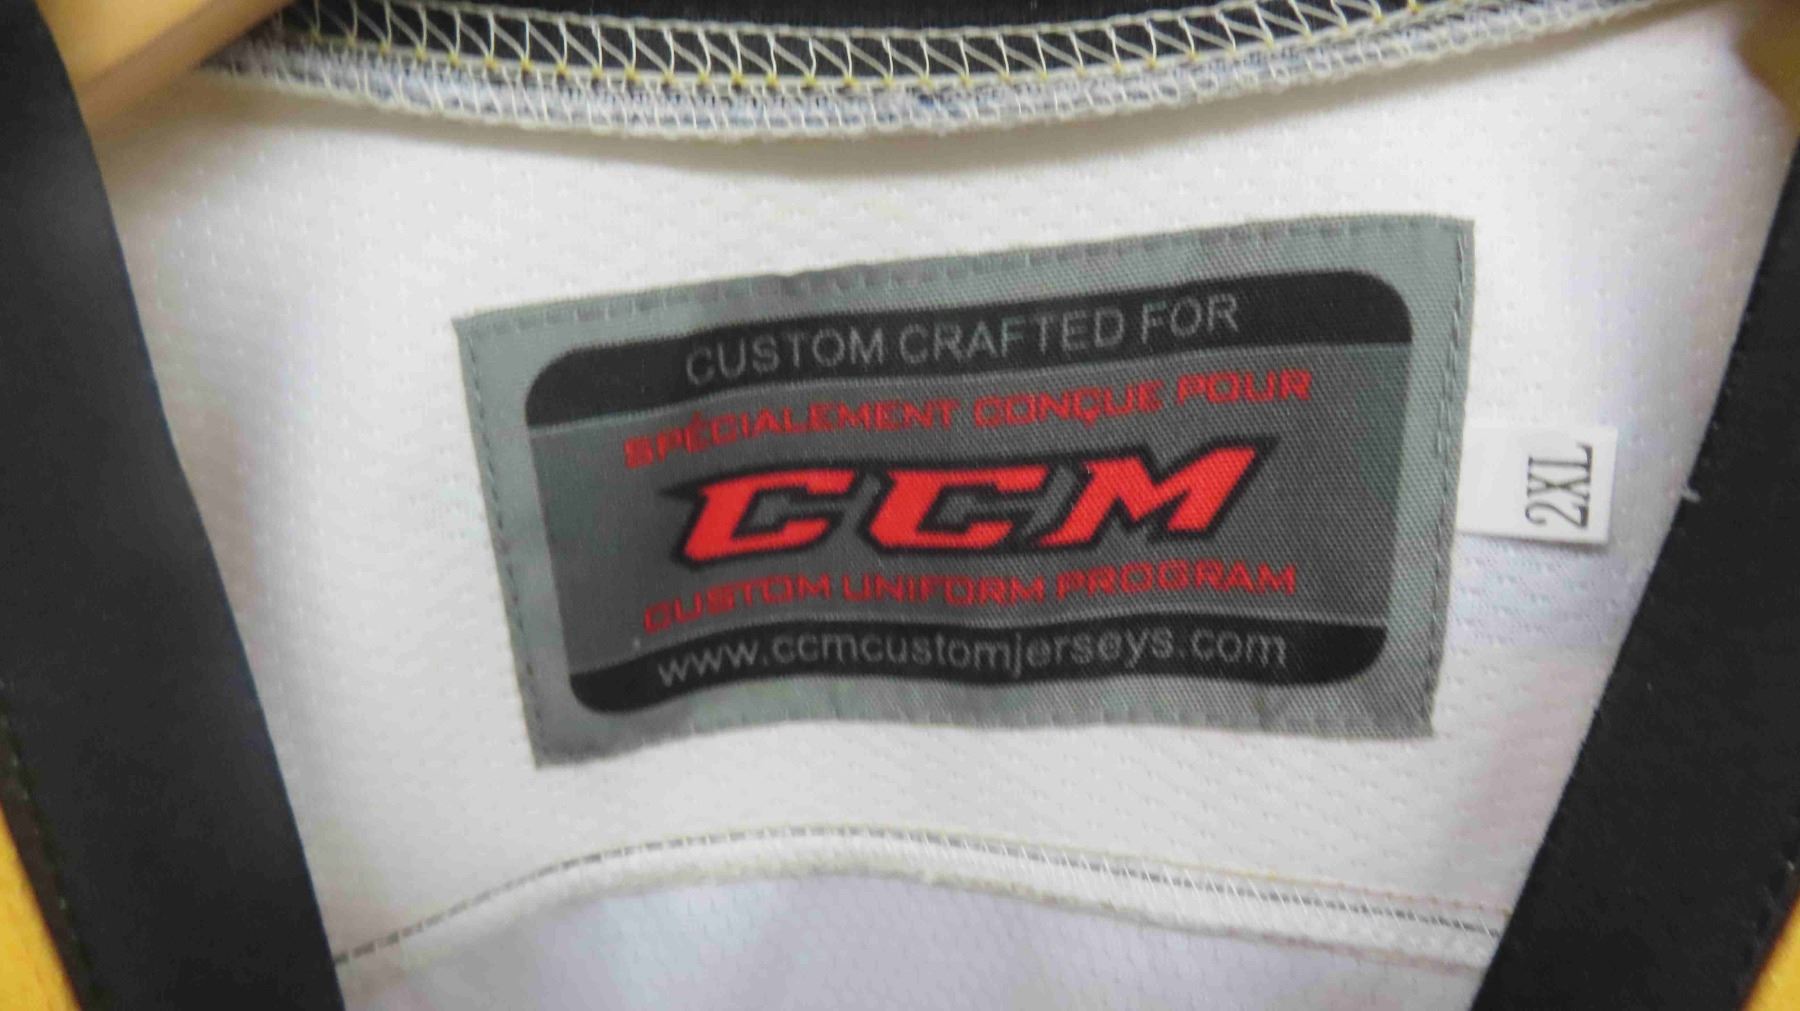 CUSTOM CRAFTED FOR
SPÉCIALEMENT CONÇUE POUR
CCM
CUSTOM UNIFORM PROGRAM
www.ccmcustomjerseys.com
2XL